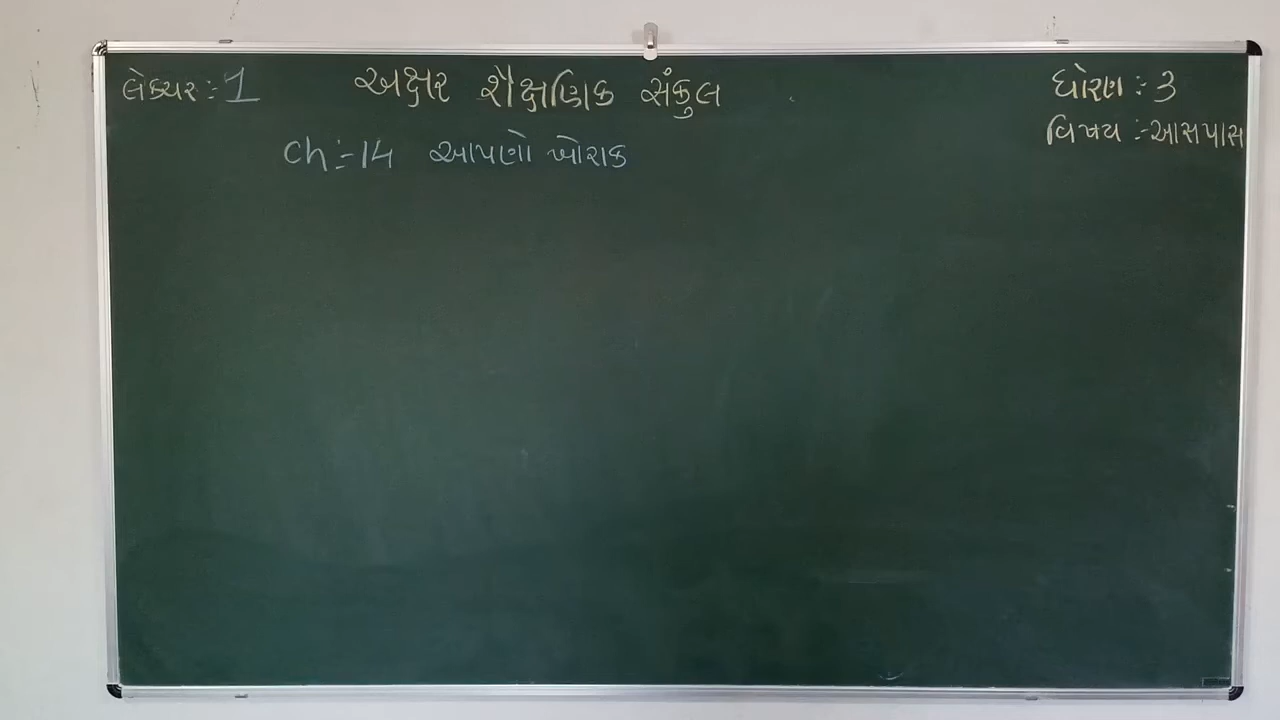 લેક્ચર :- 1 અક્ષર શૈક્ષણિક સંકુલ ધોરણ :- 3
વિષય :- આસપાસ
Ch :- 14 આપણો ખોરાક